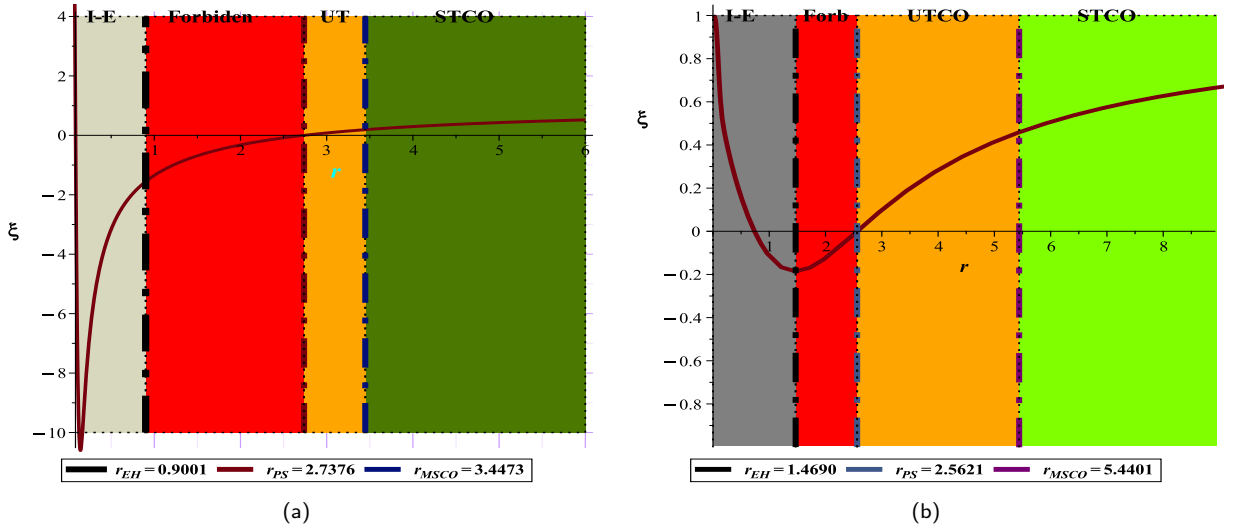 I-E Forbiden UT STCO
4
2
0
−2
−4
−6
−8
−10
1 2 3 4 5 6
r
ξ
r_EH = 0.9001 r_PS = 2.7376 r_MSCO = 3.4473
(a)
I-E Forb UTCO STCO
1
0.8
0.6
0.4
0.2
0
−0.2
−0.4
−0.6
−0.8
1 2 3 4 5 6 7 8
r
ξ
r_EH = 1.4690 r_PS = 2.5621 r_MSCO = 5.4401
(b)